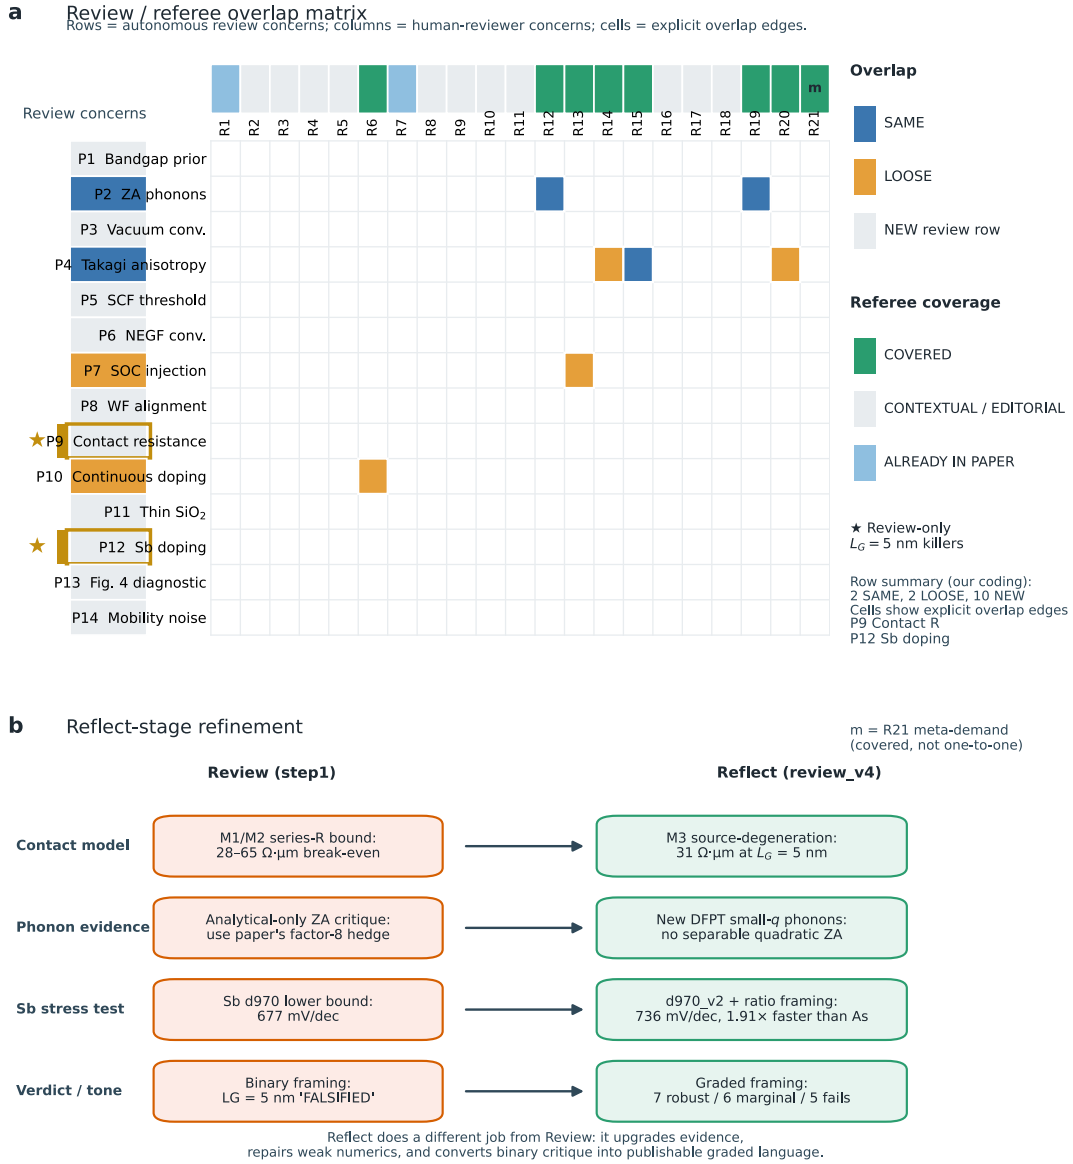 a
Review / referee overlap matrix
Rows = autonomous review concerns; columns = human-reviewer concerns; cells = explicit overlap edges.
Review concerns
m
R1 R2 R3 R4 R5 R6 R7 R8 R9 R10 R11 R12 R13 R14 R15 R16 R17 R18 R19 R20 R21
P1 Bandgap prior
P2 ZA phonons
P3 Vacuum conv.
P4 Takagi anisotropy
P5 SCF threshold
P6 NEGF conv.
P7 SOC injection
P8 WF alignment
★ P9 Contact resistance
P10 Continuous doping
P11 Thin SiO₂
★ P12 Sb doping
P13 Fig. 4 diagnostic
P14 Mobility noise
Overlap
SAME
LOOSE
NEW review row
Referee coverage
COVERED
CONTEXTUAL / EDITORIAL
ALREADY IN PAPER
★ Review-only
L_G = 5 nm killers
Row summary (our coding):
2 SAME, 2 LOOSE, 10 NEW
Cells show explicit overlap edges
P9 Contact R
P12 Sb doping
b
Reflect-stage refinement
m = R21 meta-demand
(covered, not one-to-one)
Review (step1)
Reflect (review_v4)
Contact model
M1/M2 series-R bound:
28–65 Ω·μm break-even
M3 source-degeneration:
31 Ω·μm at L_G = 5 nm
Phonon evidence
Analytical-only ZA critique:
use paper's factor-8 hedge
New DFPT small-q phonons:
no separable quadratic ZA
Sb stress test
Sb d970 lower bound:
677 mV/dec
d970_v2 + ratio framing:
736 mV/dec, 1.91× faster than As
Verdict / tone
Binary framing:
LG = 5 nm 'FALSIFIED'
Graded framing:
7 robust / 6 marginal / 5 fails
Reflect does a different job from Review: it upgrades evidence,
repairs weak numerics, and converts binary critique into publishable graded language.